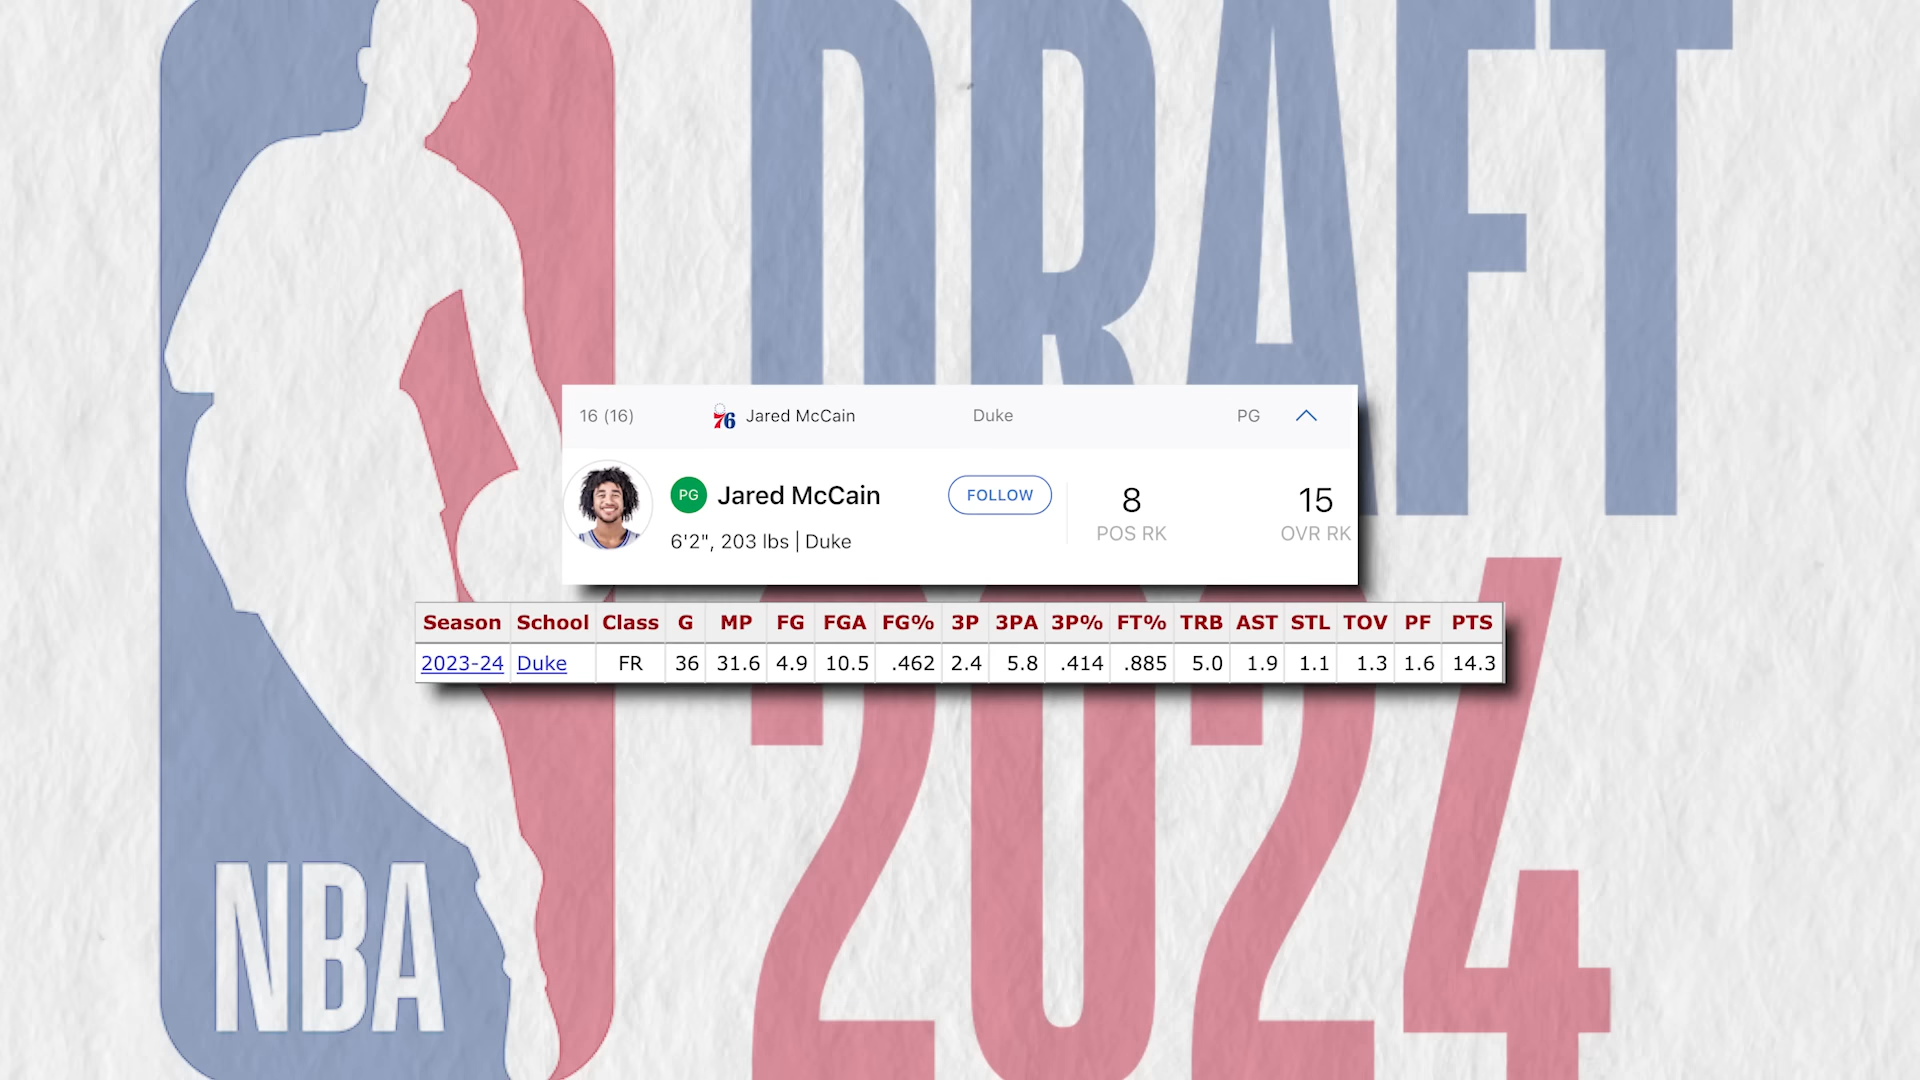 DRAFT
16 (16) 76 Jared McCain Duke PG
PG Jared McCain FOLLOW 8 15
6'2", 203 lbs | Duke POS RK OVR RK
Season School Class G MP FG FGA FG% 3P 3PA 3P% FT% TRB AST STL TOV PF PTS
2023-24 Duke FR 36 31.6 4.9 10.5 .462 2.4 5.8 .414 .885 5.0 1.9 1.1 1.3 1.6 14.3
2024
NBA